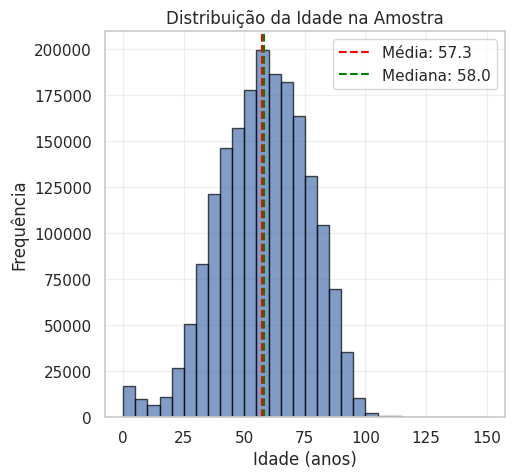 Distribuição da Idade na Amostra
Média: 57.3
Mediana: 58.0
Frequência
200000
175000
150000
125000
100000
75000
50000
25000
0
0 25 50 75 100 125 150
Idade (anos)